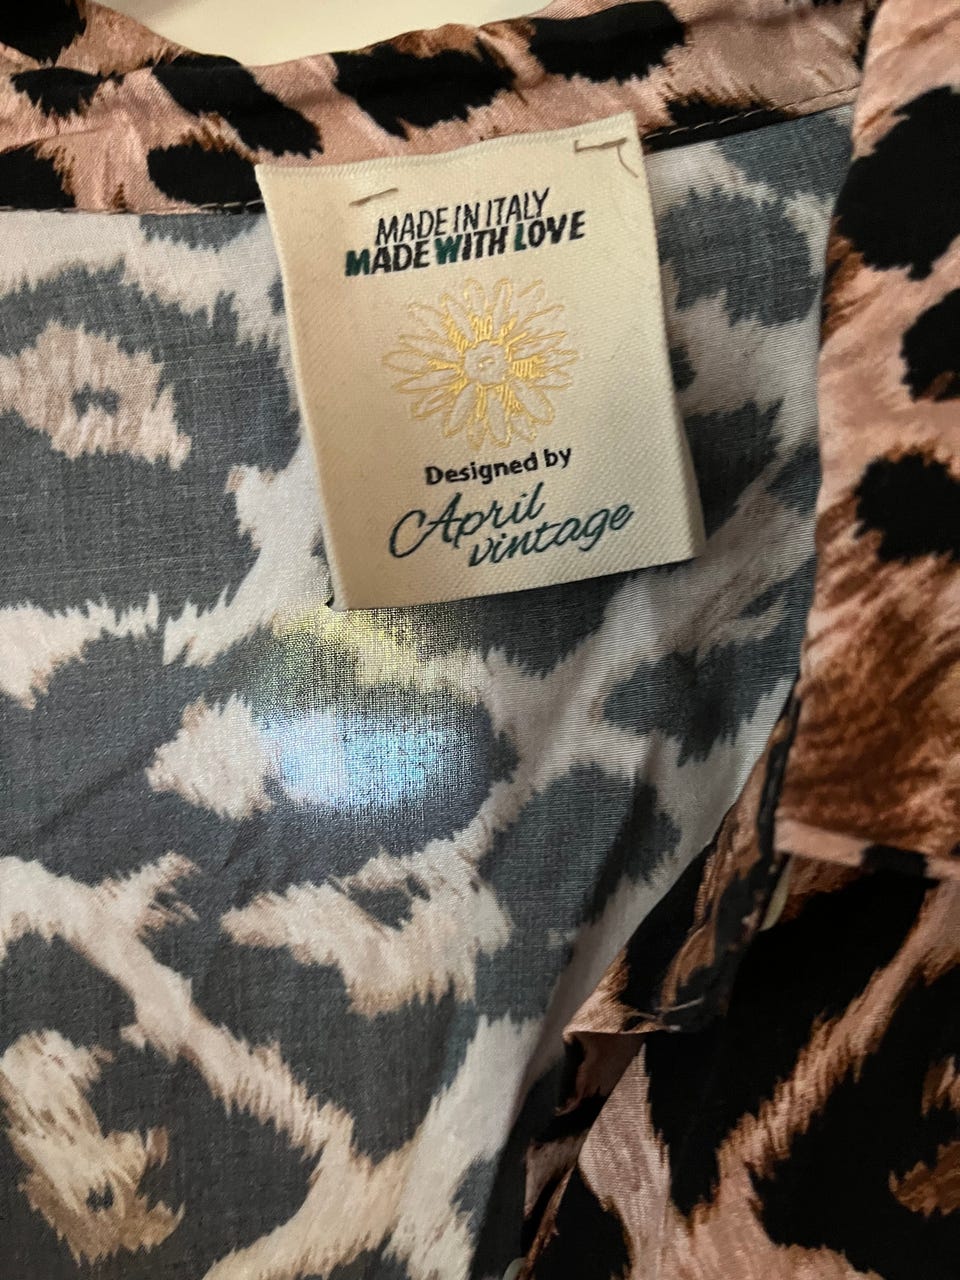 MADE IN ITALY
MADE WITH LOVE
Designed by
April
vintage